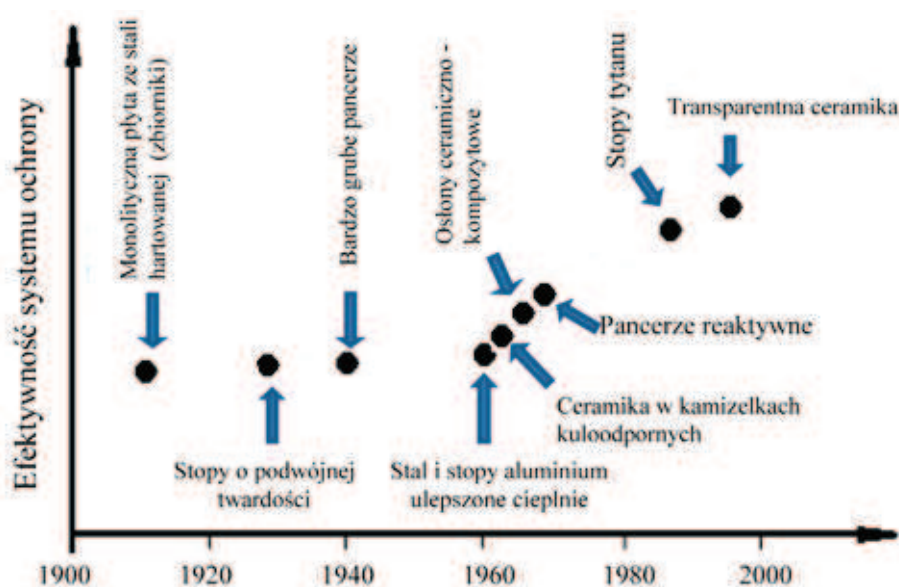 Efektywność systemu ochrony
Monolityczna płyta ze stali
hartowanej (zbiorniki)
Bardzo grube pancerze
Osłony ceramiczno -
kompozytowe
Stopy tytanu
Transparentna ceramika
Pancerze reaktywne
Ceramika w kamizelkach
kuloodpornych
Stopy o podwójnej
twardości
Stal i stopy aluminium
ulepszone cieplnie
1900 1920 1940 1960 1980 2000